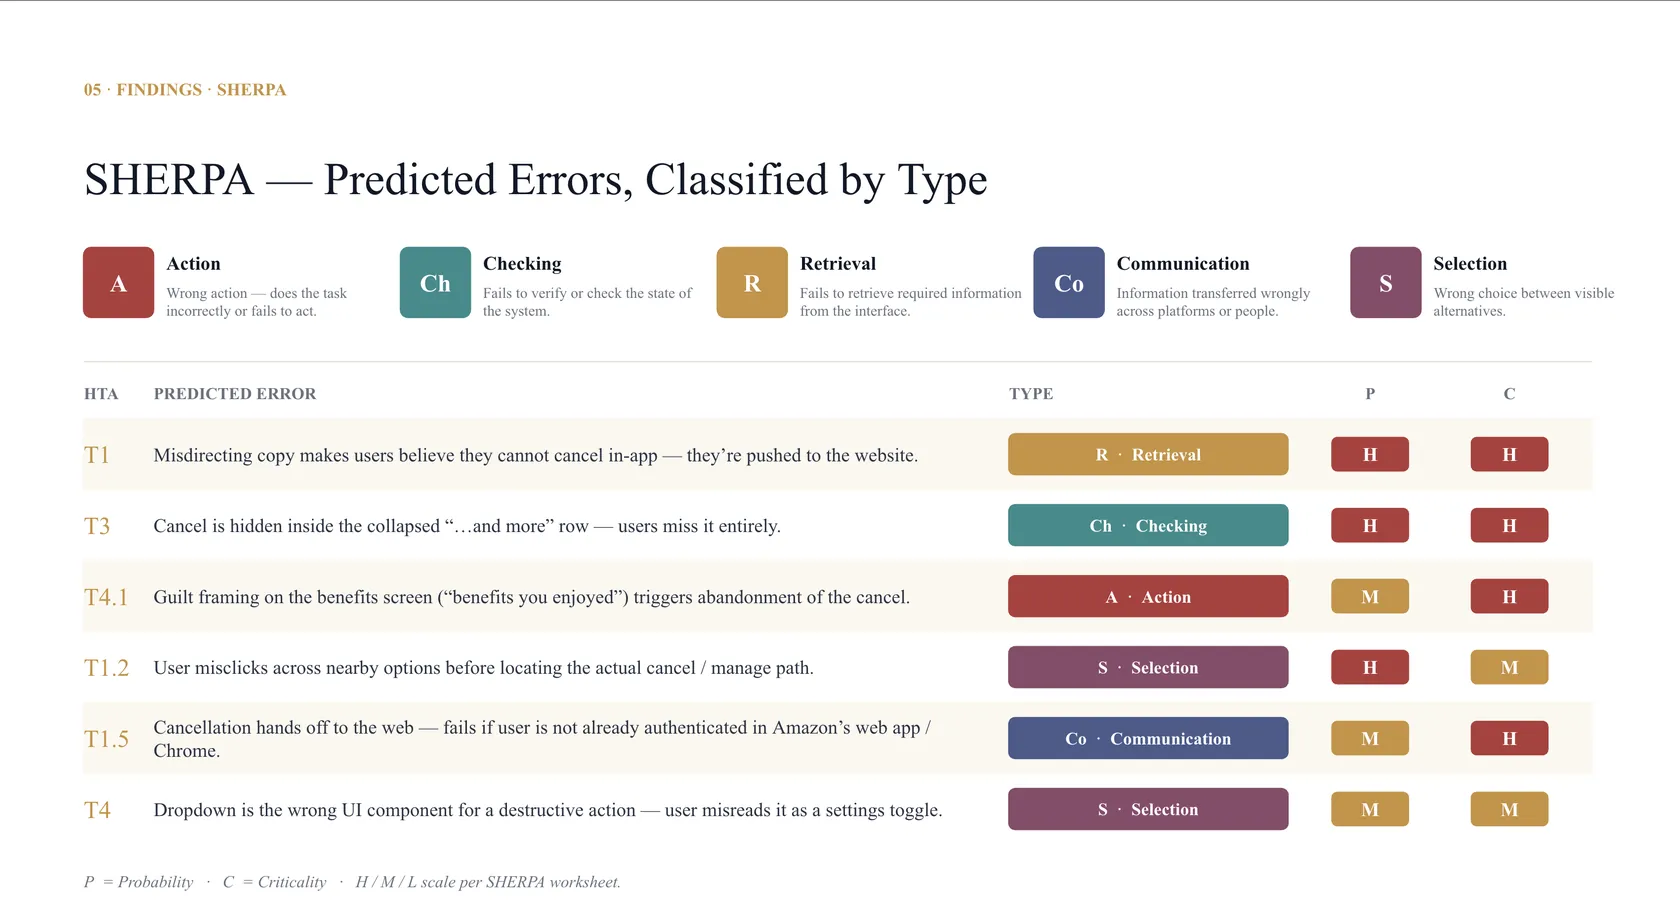 05 · FINDINGS · SHERPA
SHERPA — Predicted Errors, Classified by Type
A
Action
Wrong action — does the task
incorrectly or fails to act.
Ch
Checking
Fails to verify or check the state of
the system.
R
Retrieval
Fails to retrieve required information
from the interface.
Co
Communication
Information transferred wrongly
across platforms or people.
S
Selection
Wrong choice between visible
alternatives.
HTA PREDICTED ERROR TYPE P C
T1 Misdirecting copy makes users believe they cannot cancel in-app — they’re pushed to the website. R · Retrieval H H
T3 Cancel is hidden inside the collapsed “…and more” row — users miss it entirely. Ch · Checking H H
T4.1 Guilt framing on the benefits screen (“benefits you enjoyed”) triggers abandonment of the cancel. A · Action M H
T1.2 User misclicks across nearby options before locating the actual cancel / manage path. S · Selection H M
T1.5 Cancellation hands off to the web — fails if user is not already authenticated in Amazon’s web app /
Chrome. Co · Communication M H
T4 Dropdown is the wrong UI component for a destructive action — user misreads it as a settings toggle. S · Selection M M
P = Probability · C = Criticality · H / M / L scale per SHERPA worksheet.